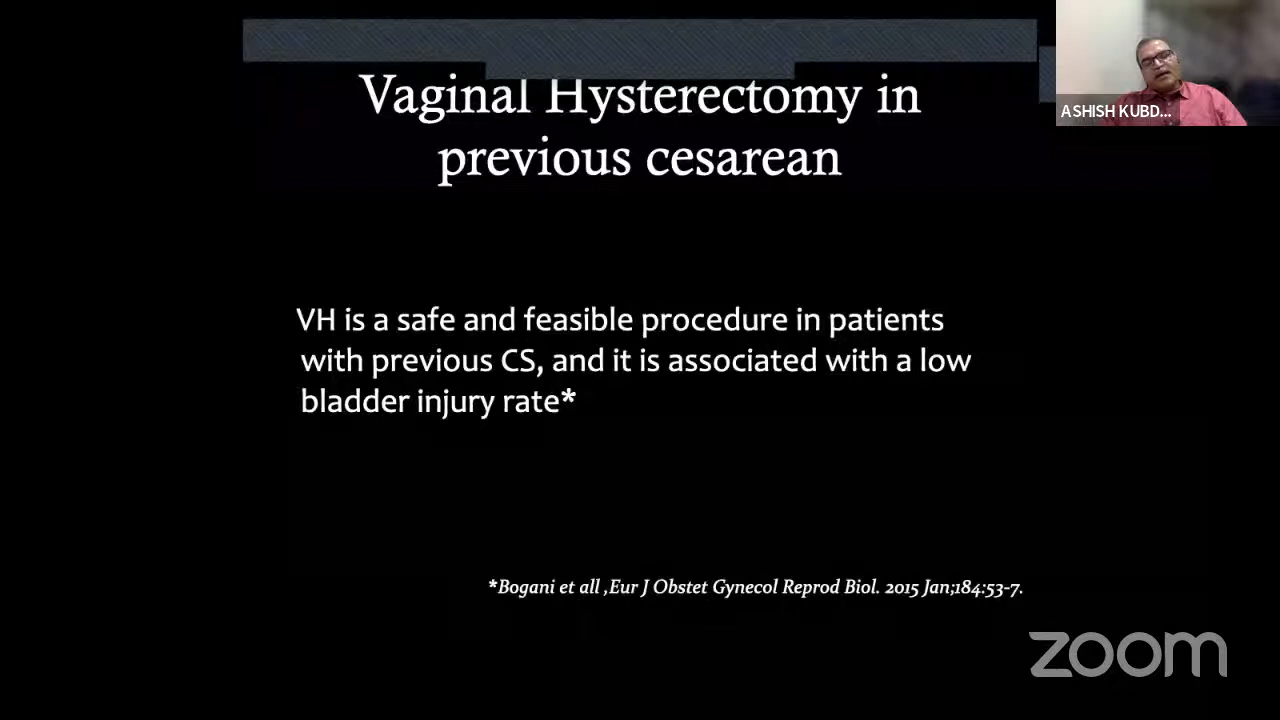 Vaginal Hysterectomy in
previous cesarean
ASHISH KUBD...
VH is a safe and feasible procedure in patients
with previous CS, and it is associated with a low
bladder injury rate*
*Bogani et all ,Eur J Obstet Gynecol Reprod Biol. 2015 Jan;184:53-7.
zoom